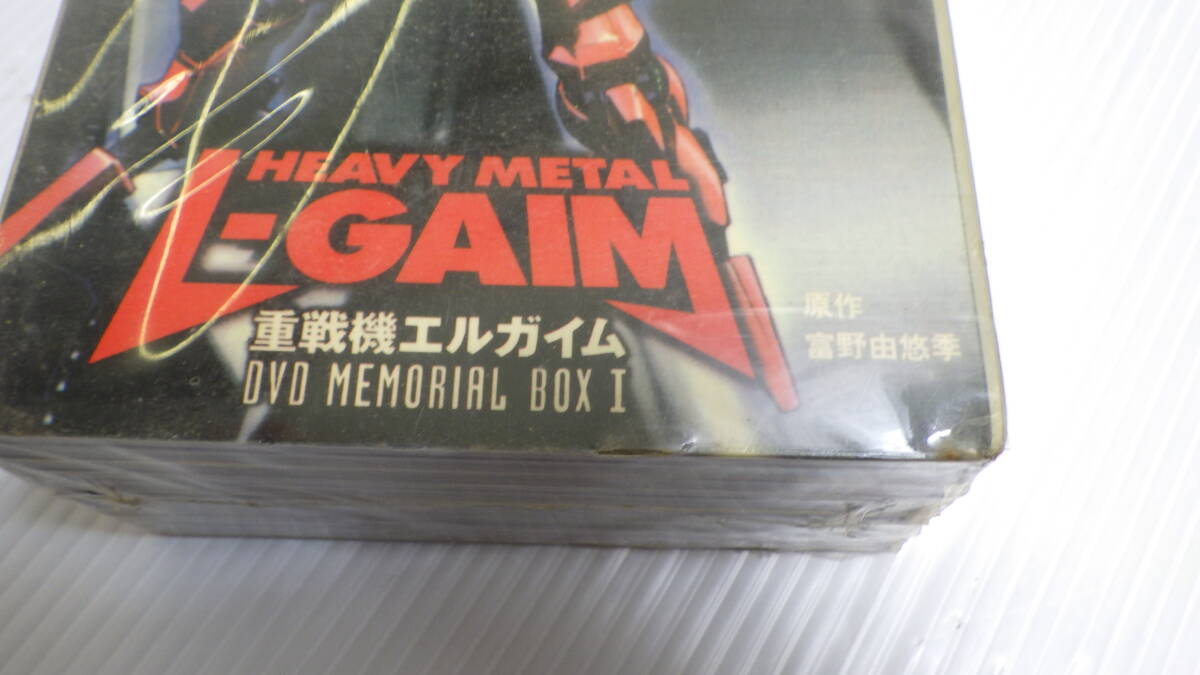 HEAVY METAL
L-GAIM
重戦機エルガイム
DVD MEMORIAL BOX I
原作
富野由悠季